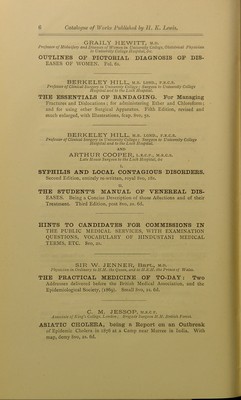 6 Catalogue of Works Published by H. K. Lewis.
GRAILY HEWITT, M.D.
Professor of Midwifery and Diseases of Women in University College, Obstetrical Physician
to University College Hospital, &c.
OUTLINES OF PICTORIAL DIAGNOSIS OF DIS-
EASES OF WOMEN. Fol. 6s.
BERKELEY HILL, M.B. LOND., F.R.C.S.
Professor of Clinical Surgery in University College; Surgeon to University College
Hospital and to the Lock Hospital.
THE ESSENTIALS OF BANDAGING. For Managing
Fractures and Dislocations; for administering Ether and Chloroform;
and for using other Surgical Apparatus. Fifth Edition, revised and
much enlarged, with Illustrations, fcap. 8vo, 5s.
BERKELEY HILL, M.B. LOND., F.R.C.S.
Professor of Clinical Surgery in University College; Surgeon to University College
Hospital and to the Lock Hospital.
AND
ARTHUR COOPER, L.R.C.P., M.R.C.S.
Late House Surgeon to the Lock Hospital, &c.
I.
SYPHILIS AND LOCAL CONTAGIOUS DISORDERS.
Second Edition, entirely re-written, royal 8vo, 18s.
II.
THE STUDENT'S MANUAL OF VENEREAL DIS-
EASES. Being a Concise Description of those Affections and of their
Treatment. Third Edition, post 8vo, 2s. 6d.
HINTS TO CANDIDATES FOR COMMISSIONS IN
THE PUBLIC MEDICAL SERVICES, WITH EXAMINATION
QUESTIONS, VOCABULARY OF HINDUSTANI MEDICAL
TERMS, ETC. 8vo, 2s.
SIR W. JENNER, Bart., M.D.
Physician in Ordinary to H.M. the Queen, and to H.R.H. the Prince of Wales.
THE PRACTICAL MEDICINE OF TO-DAY: Two
Addresses delivered before the British Medical Association, and the
Epidemiological Society, (1869). Small 8vo, 1s. 6d.
C. M. JESSOP, M.R.C.P.
Associate of King's College, London; Brigade Surgeon H.M. British Forces.
ASIATIC CHOLERA, being a Report on an Outbreak
of Epidemic Cholera in 1876 at a Camp near Murree in India. With
map, demy 8vo, 2s. 6d.